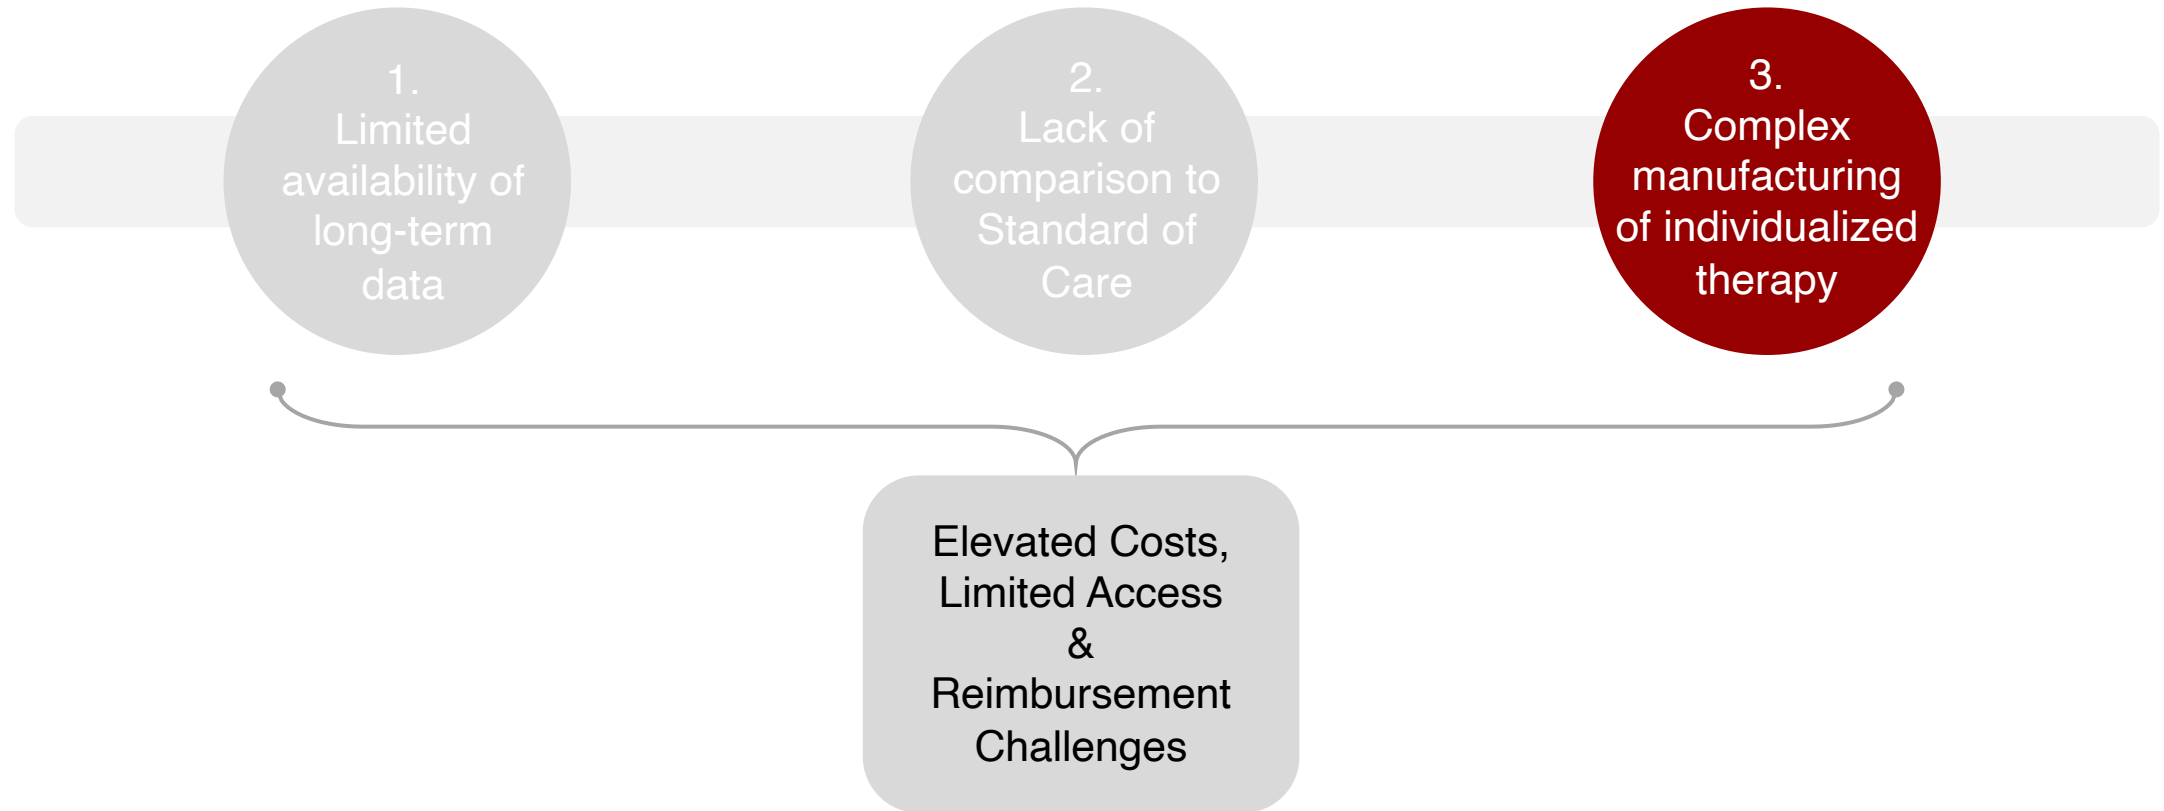 1.
Limited
availability of
long-term
data
2.
Lack of
comparison to
Standard of
Care
3.
Complex
manufacturing
of individualized
therapy
Elevated Costs,
Limited Access
&
Reimbursement
Challenges